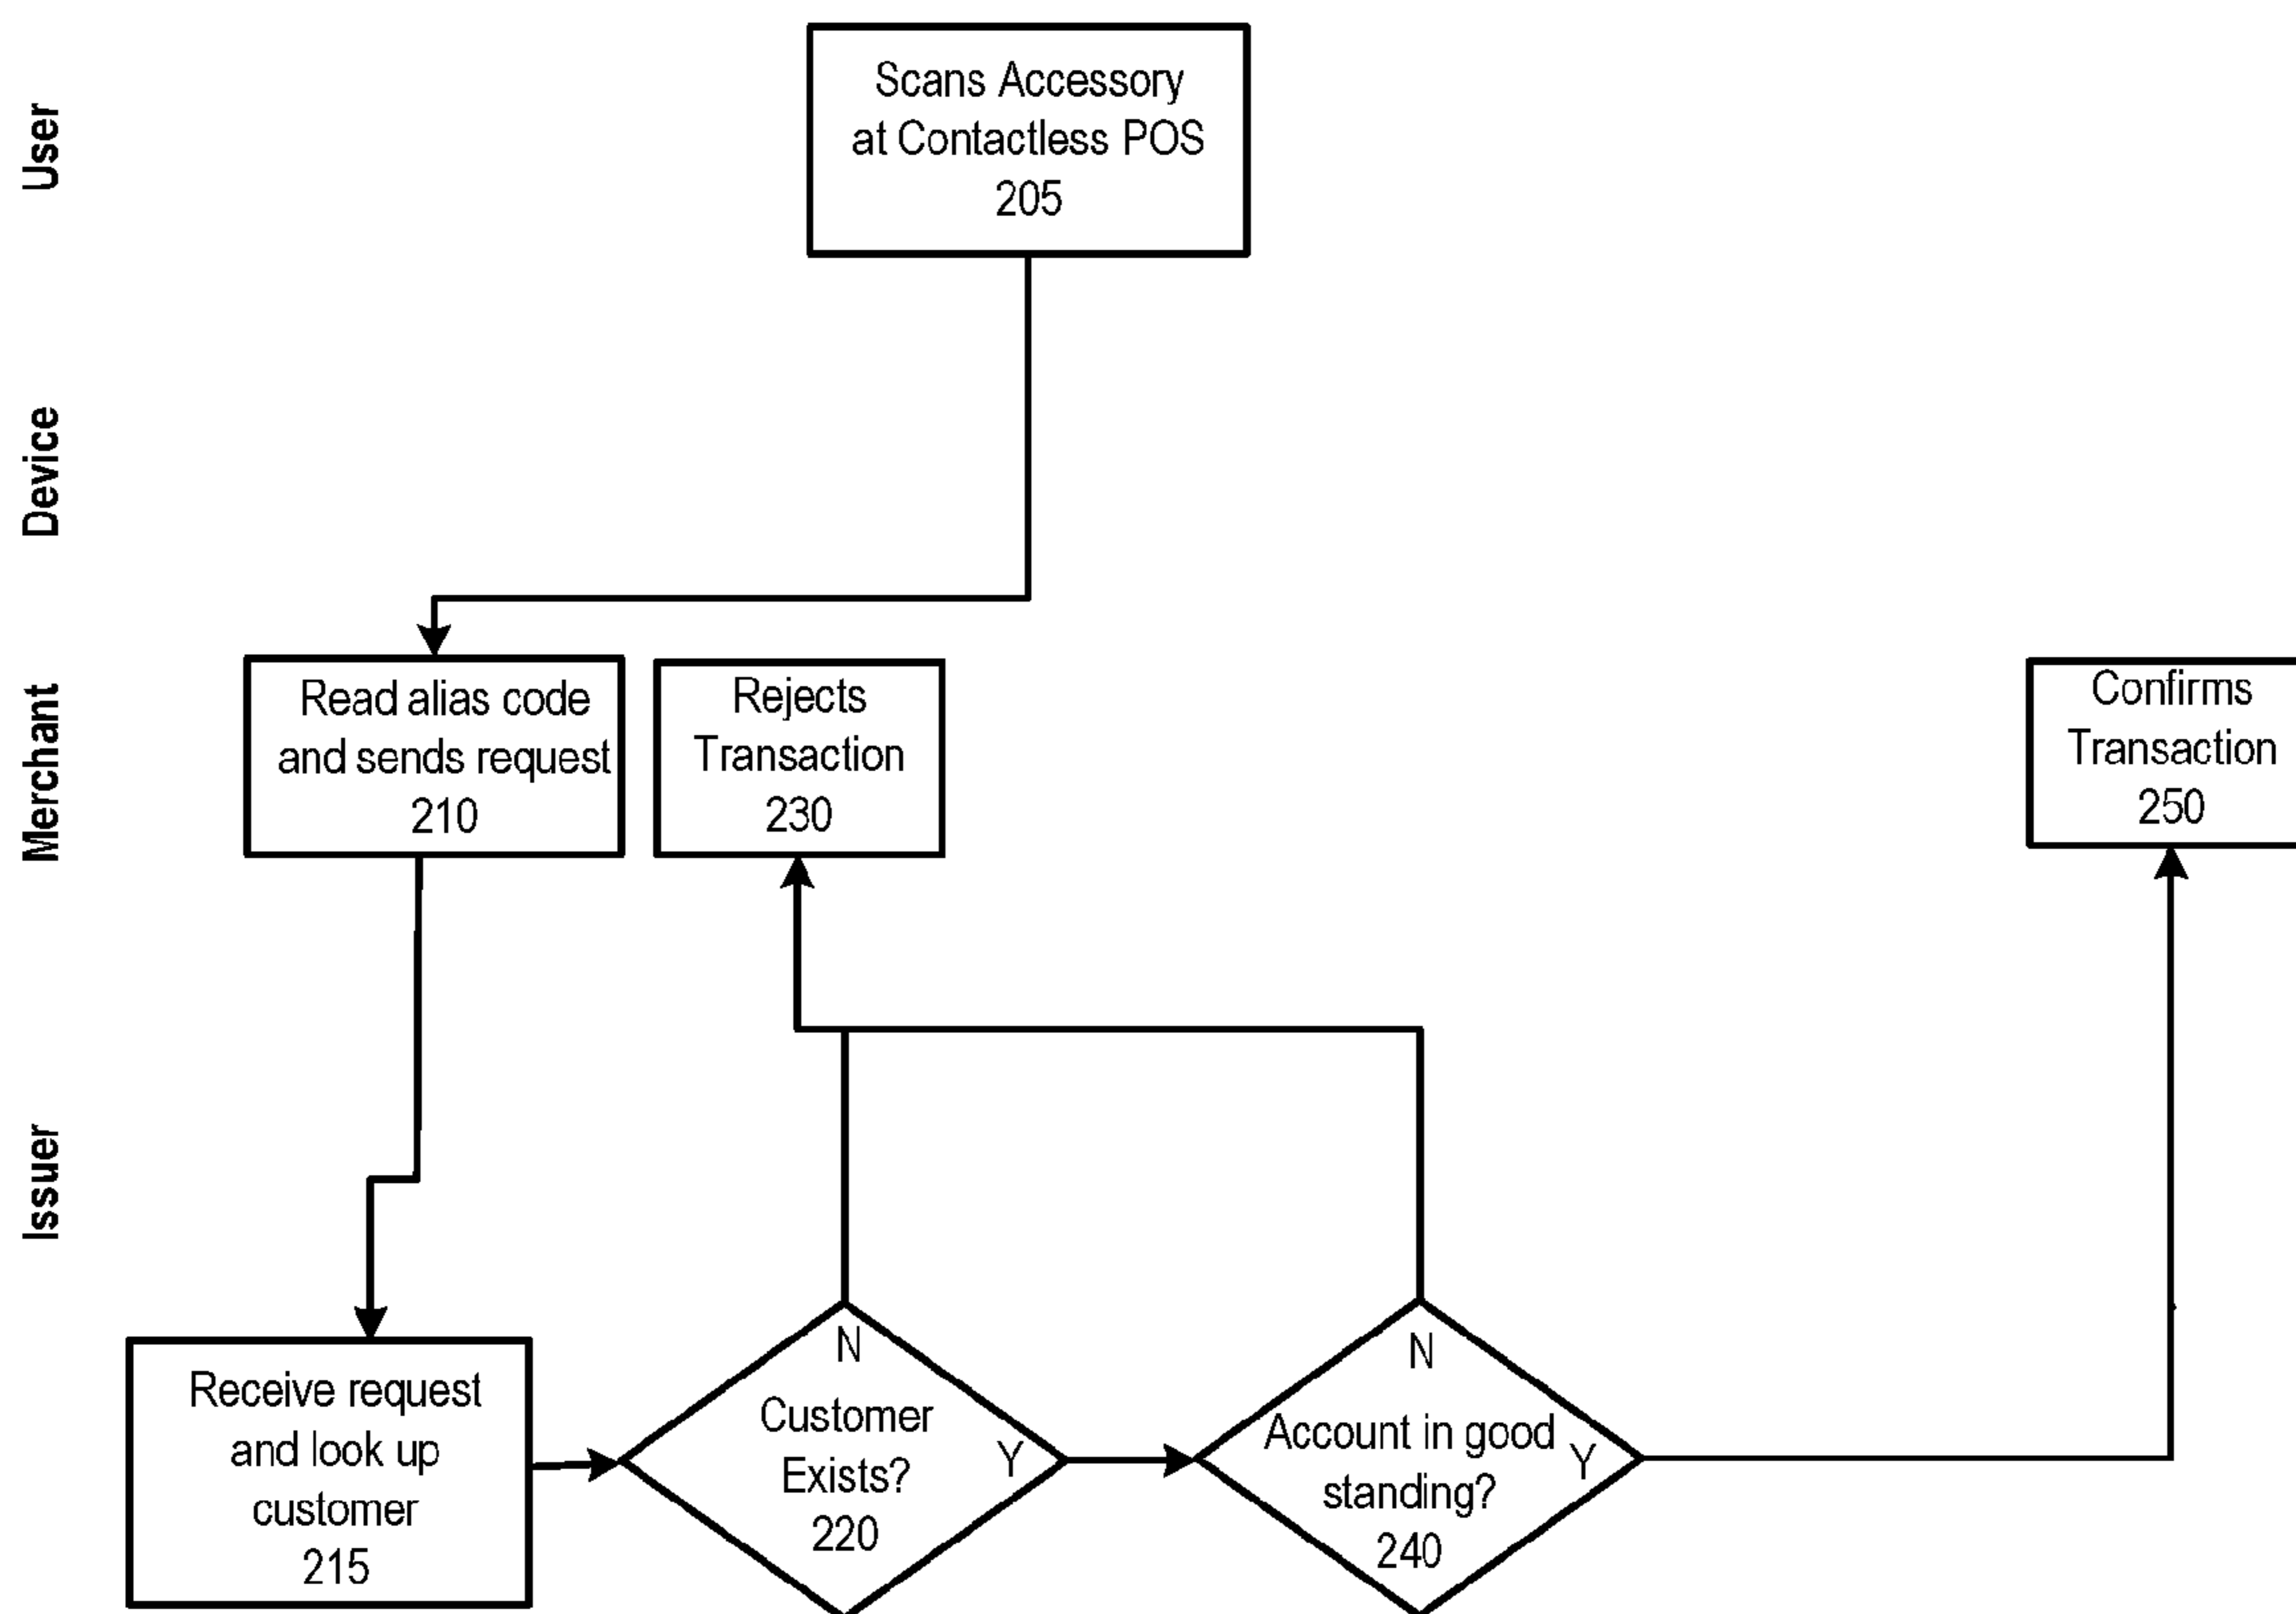 User
Scans Accessory
at Contactless POS
205
Device
Merchant
Read alias code
and sends request
210
Rejects
Transaction
230
Confirms
Transaction
250
Issuer
Receive request
and look up
customer
215
N
Customer
Exists?
Y
220
N
Account in good
standing?
Y
240